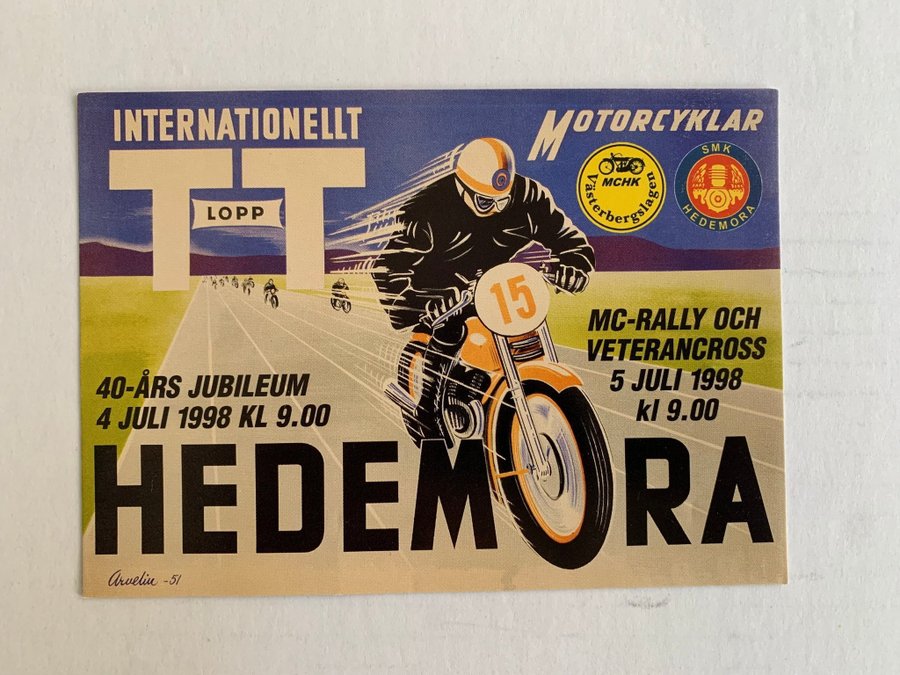 INTERNATIONELLT
TT
LOPP
MOTORCYKLAR
MCHK
Västerbergslagen
SMK
HEDEMORA
15
MC-RALLY OCH
VETERANCROSS
5 JULI 1998
kl 9.00
40-ÅRS JUBILEUM
4 JULI 1998 KL 9.00
HEDEMORA
Arvelin -51